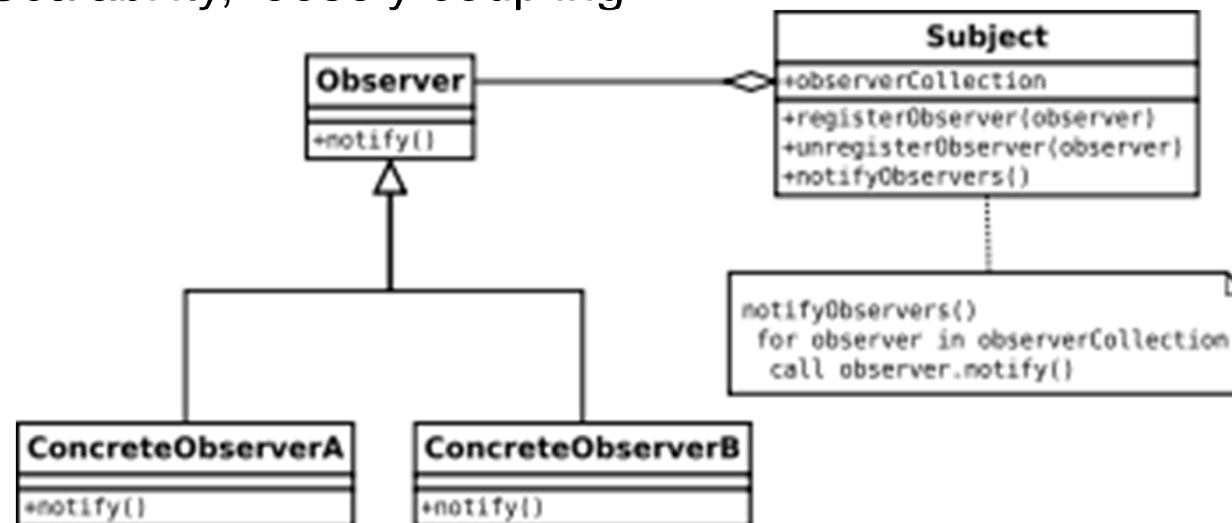 Subject
Observer
+observerCollection
+registerObserver(observer)
+notify()
+unregisterObserver(observer)
+notifyObservers()
notifyObservers()
for observer in observerCollection
call observer.notify()
ConcreteObserverA
ConcreteObserverB
+notify()
+notify()